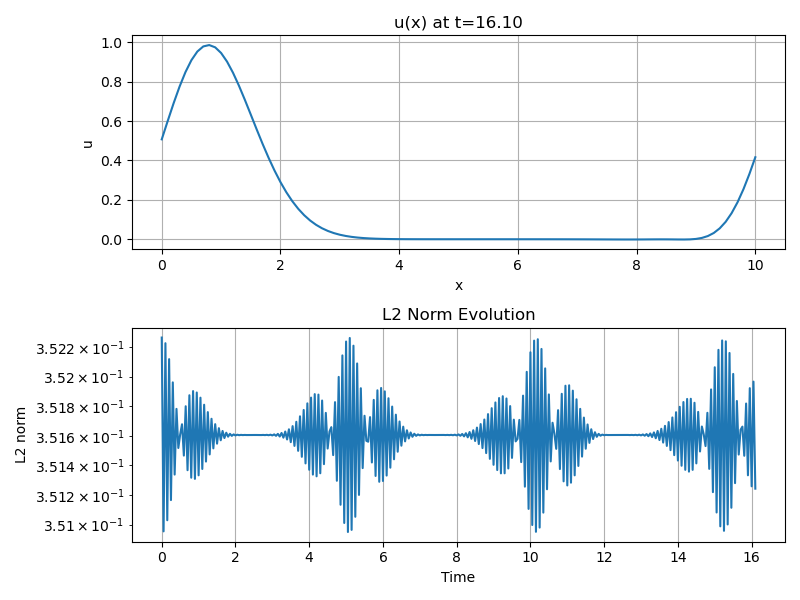 u(x) at t=16.10
1.0
0.8
0.6
0.4
0.2
0.0
u
0 2 4 6 8 10
x
L2 Norm Evolution
3.522 × 10⁻¹
3.52 × 10⁻¹
3.518 × 10⁻¹
3.516 × 10⁻¹
3.514 × 10⁻¹
3.512 × 10⁻¹
3.51 × 10⁻¹
L2 norm
0 2 4 6 8 10 12 14 16
Time